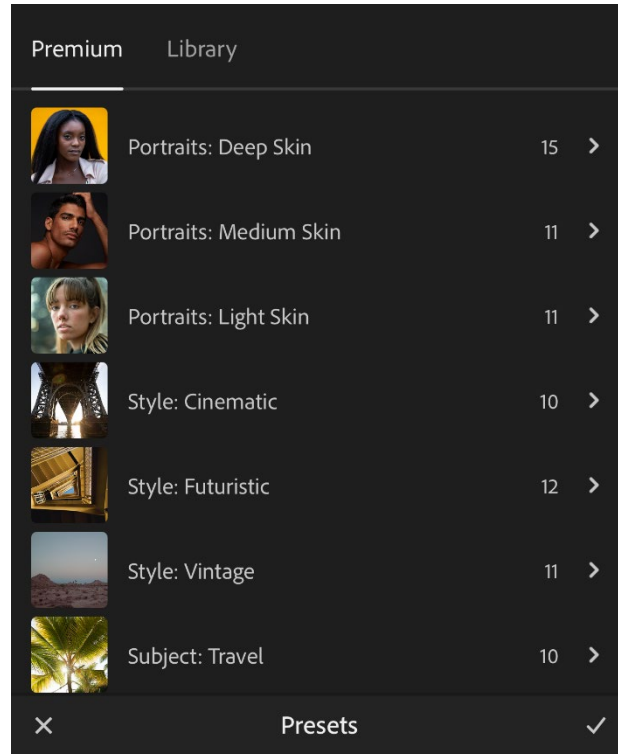 Premium Library
Portraits: Deep Skin 15
Portraits: Medium Skin 11
Portraits: Light Skin 11
Style: Cinematic 10
Style: Futuristic 12
Style: Vintage 11
Subject: Travel 10
Presets